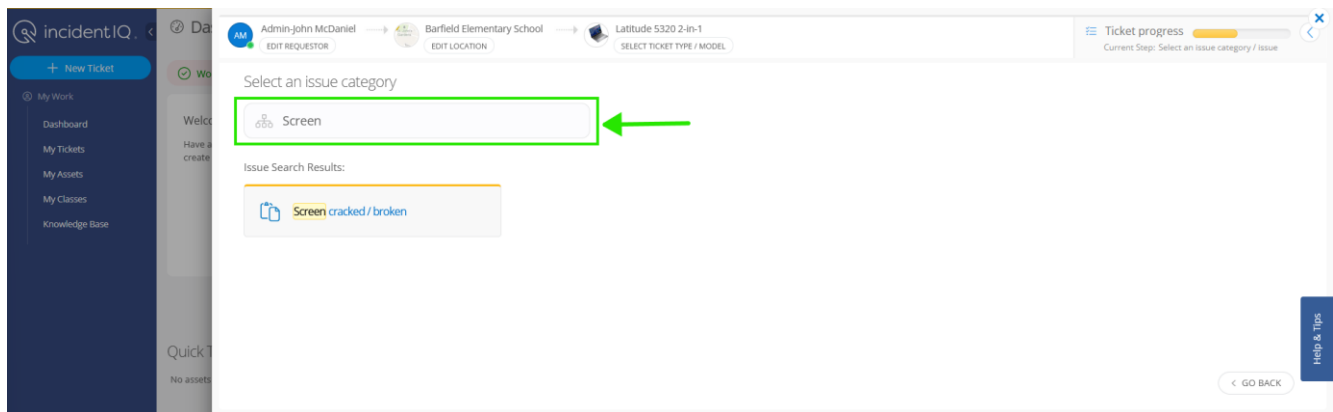 incidentIQ.
+ New Ticket
My Work
Dashboard
My Tickets
My Assets
My Classes
Knowledge Base
Da
Wo
Welco
Have a
create
Quick T
No assets
AM
Admin-John McDaniel
EDIT REQUESTOR
Barfield Elementary School
EDIT LOCATION
Latitude 5320 2-in-1
SELECT TICKET TYPE / MODEL
Ticket progress
Current Step: Select an issue category / issue
Select an issue category
Screen
Issue Search Results:
Screen cracked / broken
Help & Tips
< GO BACK